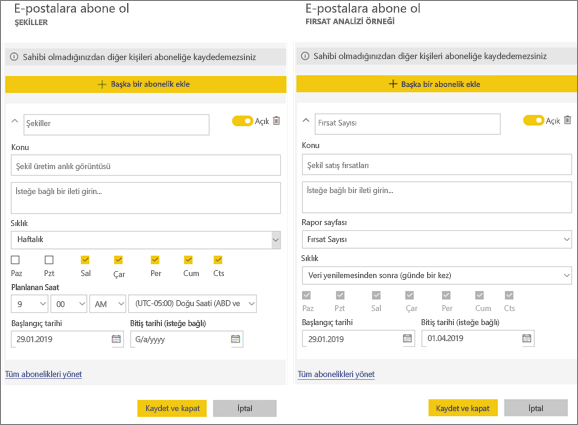 E-postalara abone ol
ŞEKİLLER
Sahibi olmadığınızdan diğer kişileri aboneliğe kaydedemezsiniz
Başka bir abonelik ekle
Şekiller
Açık
Konu
Şekil üretim anlık görüntüsü
İsteğe bağlı bir ileti girin...
Sıklık
Haftalık
Paz Pzt Sal Çar Per Cum Cts
Planlanan Saat
9 00 AM (UTC-05:00) Doğu Saati (ABD ve
Başlangıç tarihi Bitiş tarihi (isteğe bağlı)
29.01.2019 G/a/yyyy
Tüm abonelikleri yönet
Kaydet ve kapat İptal
E-postalara abone ol
FIRSAT ANALİZİ ÖRNEĞİ
Sahibi olmadığınızdan diğer kişileri aboneliğe kaydedemezsiniz
Başka bir abonelik ekle
Fırsat Sayısı:
Açık
Konu
Şekil satış fırsatları
İsteğe bağlı bir ileti girin...
Rapor sayfası
Fırsat Sayısı
Sıklık
Veri yenilemesinden sonra (günde bir kez)
Paz Pzt Sal Çar Per Cum Cts
Başlangıç tarihi Bitiş tarihi (isteğe bağlı)
29.01.2019 01.04.2019
Tüm abonelikleri yönet
Kaydet ve kapat İptal